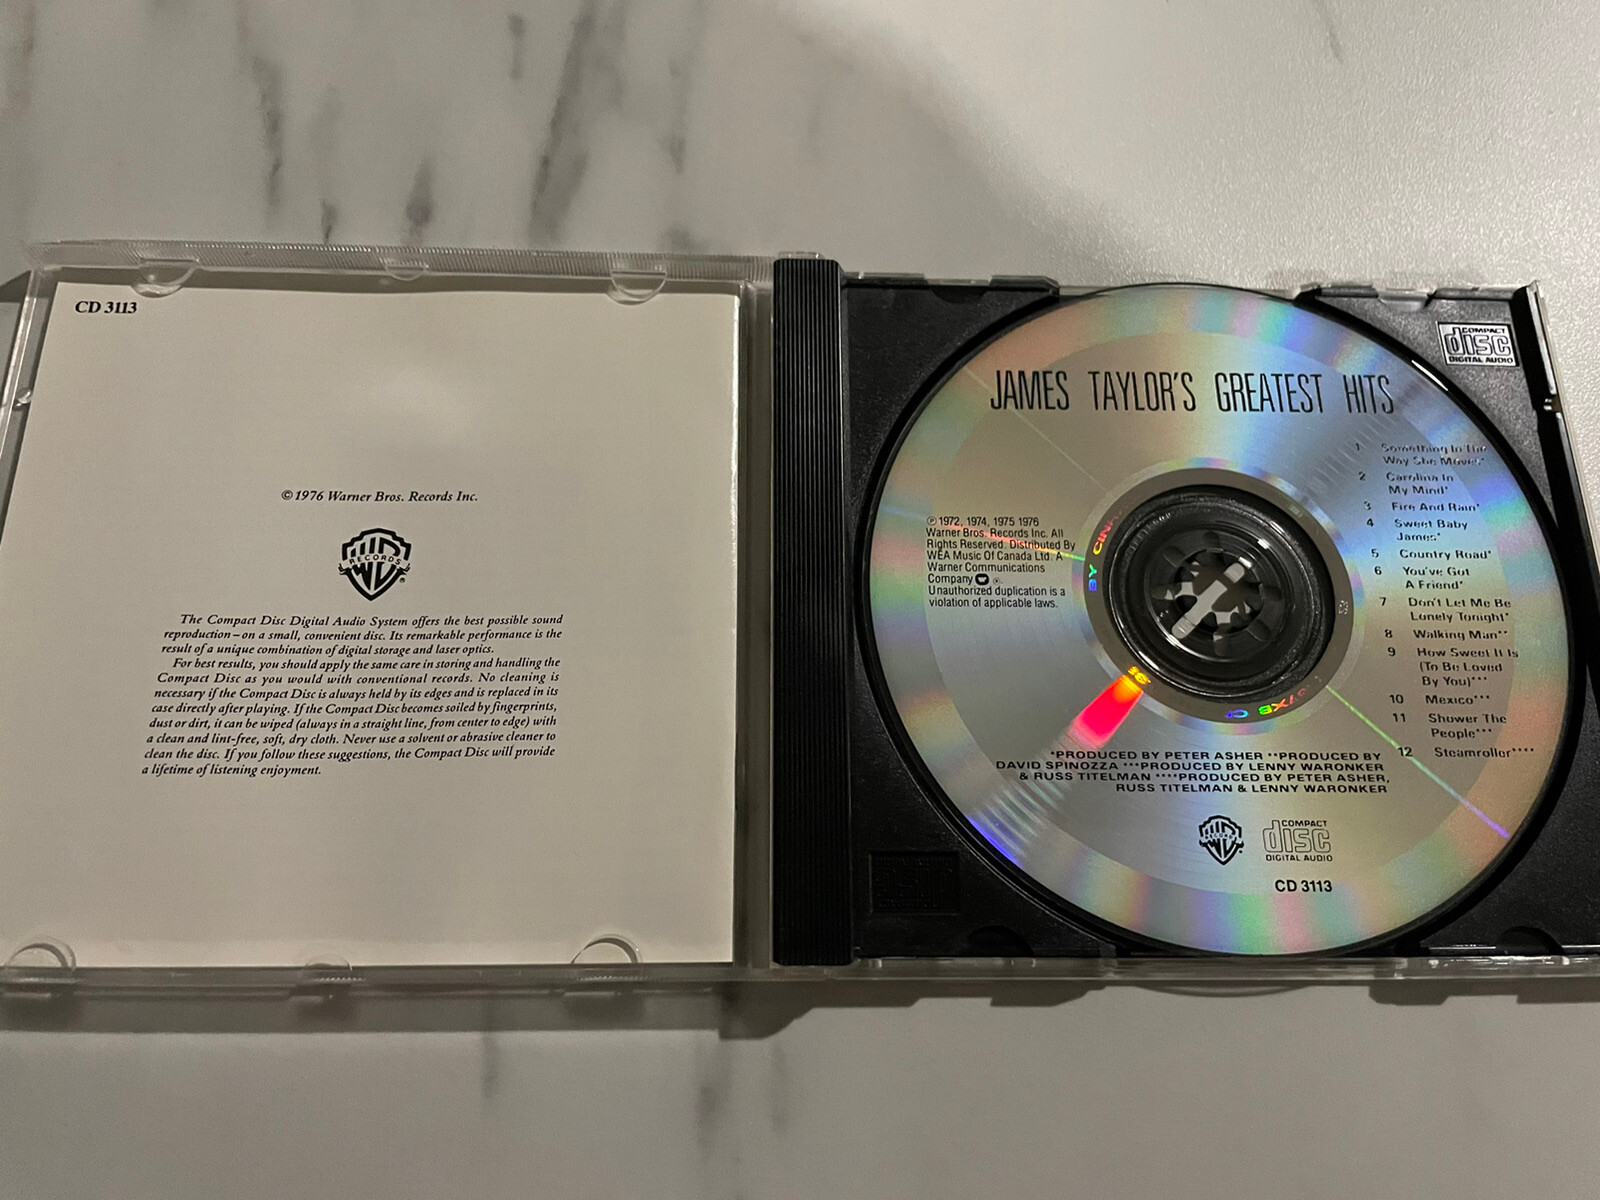 CD 3113
©1976 Warner Bros. Records Inc.
WB
RECORDS
®
The Compact Disc Digital Audio System offers the best possible sound
reproduction – on a small, convenient disc. Its remarkable performance is the
result of a unique combination of digital storage and laser optics.
For best results, you should apply the same care in storing and handling the
Compact Disc as you would with conventional records. No cleaning is
necessary if the Compact Disc is always held by its edges and is replaced in its
case directly after playing. If the Compact Disc becomes soiled by fingerprints,
dust or dirt, it can be wiped (always in a straight line, from center to edge) with
a clean and lint-free, soft, dry cloth. Never use a solvent or abrasive cleaner to
clean the disc. If you follow these suggestions, the Compact Disc will provide
a lifetime of listening enjoyment.
COMPACT
disc
DIGITAL AUDIO
JAMES TAYLOR'S GREATEST HITS
1 Something In The
Way She Moves*
2 Carolina In
My Mind*
3 Fire And Rain*
4 Sweet Baby
James*
5 Country Road*
6 You've Got
A Friend*
7 Don't Let Me Be
Lonely Tonight*
8 Walking Man**
9 How Sweet It Is
(To Be Loved
By You)***
10 Mexico***
11 Shower The
People***
12 Steamroller****
℗ 1972, 1974, 1975 1976
Warner Bros. Records Inc. All
Rights Reserved. Distributed By
WEA Music Of Canada Ltd. A
Warner Communications
Company
Unauthorized duplication is a
violation of applicable laws.
BY CIN
*PRODUCED BY PETER ASHER **PRODUCED BY
DAVID SPINOZZA ***PRODUCED BY LENNY WARONKER
& RUSS TITELMAN ****PRODUCED BY PETER ASHER,
RUSS TITELMAN & LENNY WARONKER
WB
RECORDS
COMPACT
disc
DIGITAL AUDIO
CD 3113